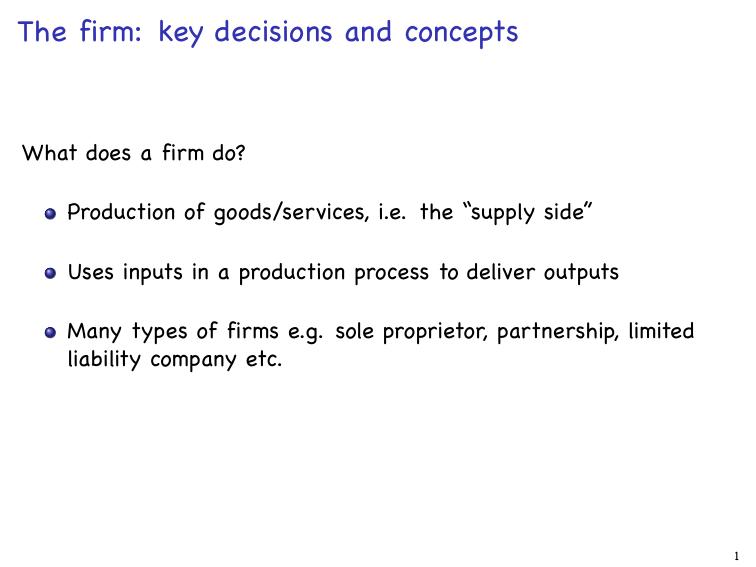 The firm: key decisions and concepts
What does a firm do?
Production of goods/services, i.e. the “supply side”
Uses inputs in a production process to deliver outputs
Many types of firms e.g. sole proprietor, partnership, limited
liability company etc.
1